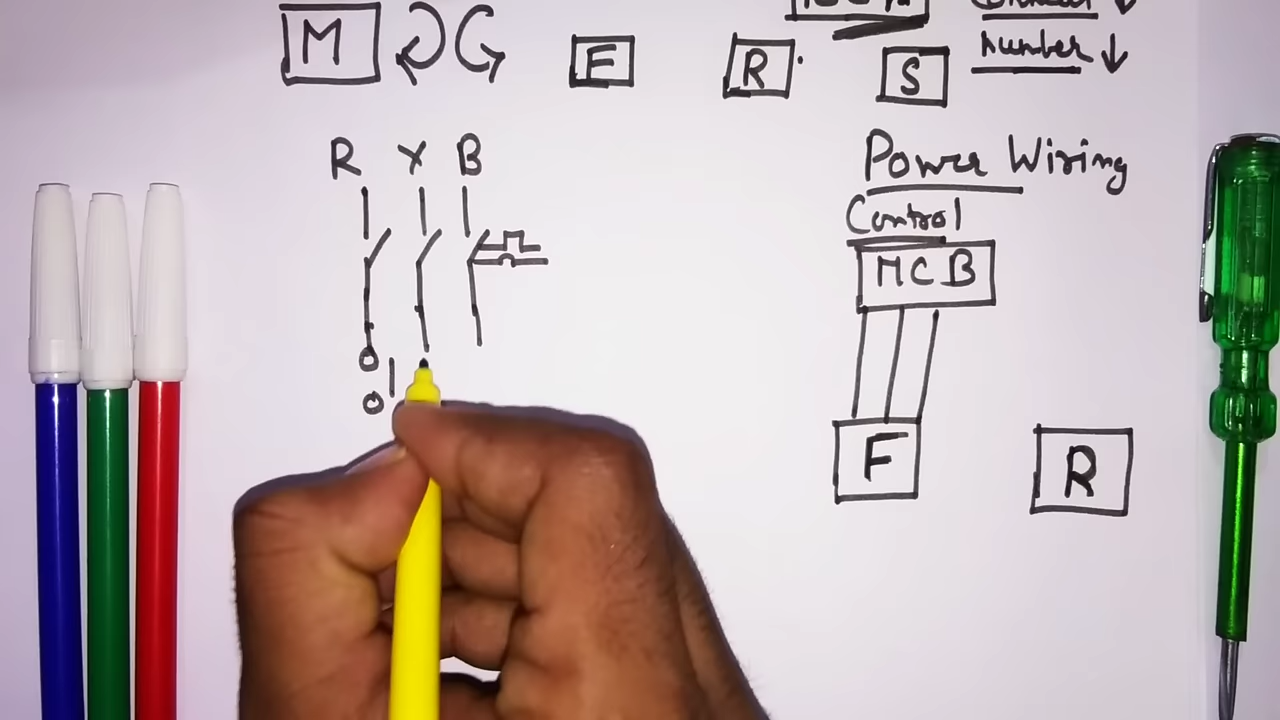 M F R S
number
R Y B
Power Wiring
Control
MCB
F R